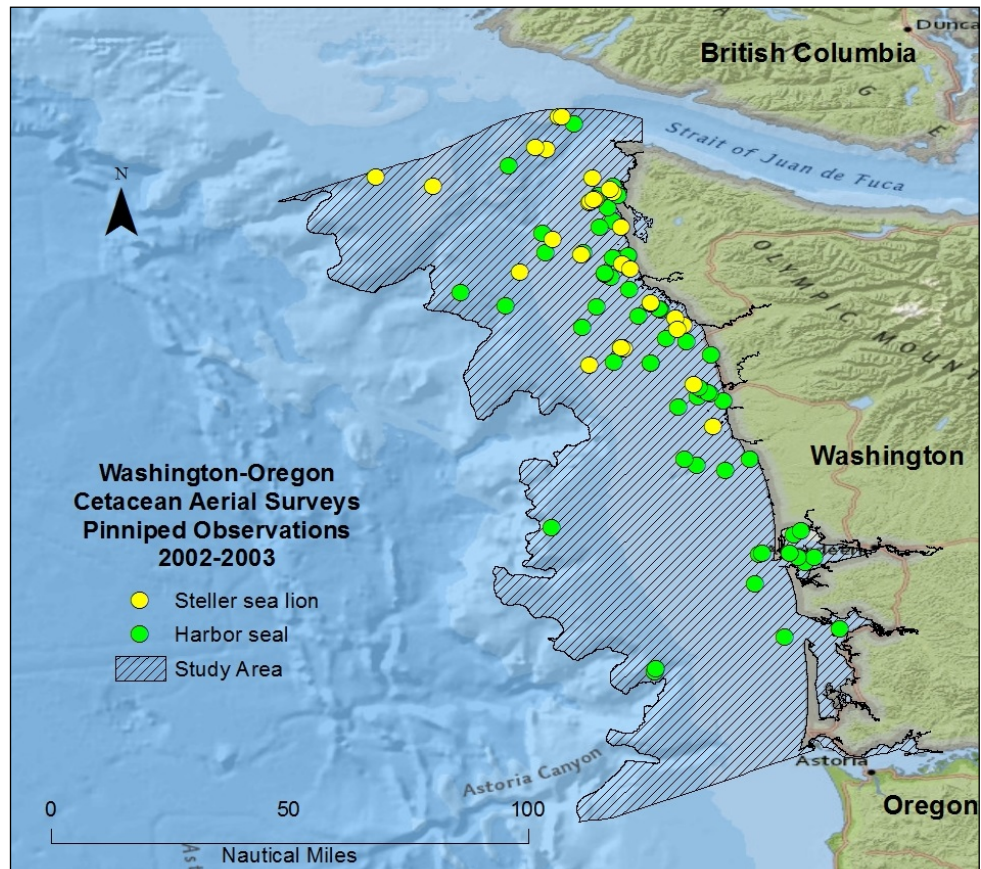 Dunca
British Columbia
A
G
E
Strait of Juan de Fuca
N
OLYMPIC MOUNT
Washington-Oregon
Cetacean Aerial Surveys
Pinniped Observations
2002-2003
Washington
Steller sea lion
Harbor seal
Study Area
Astoria Canyon
Astoria
Oregon
0 50 100
Nautical Miles